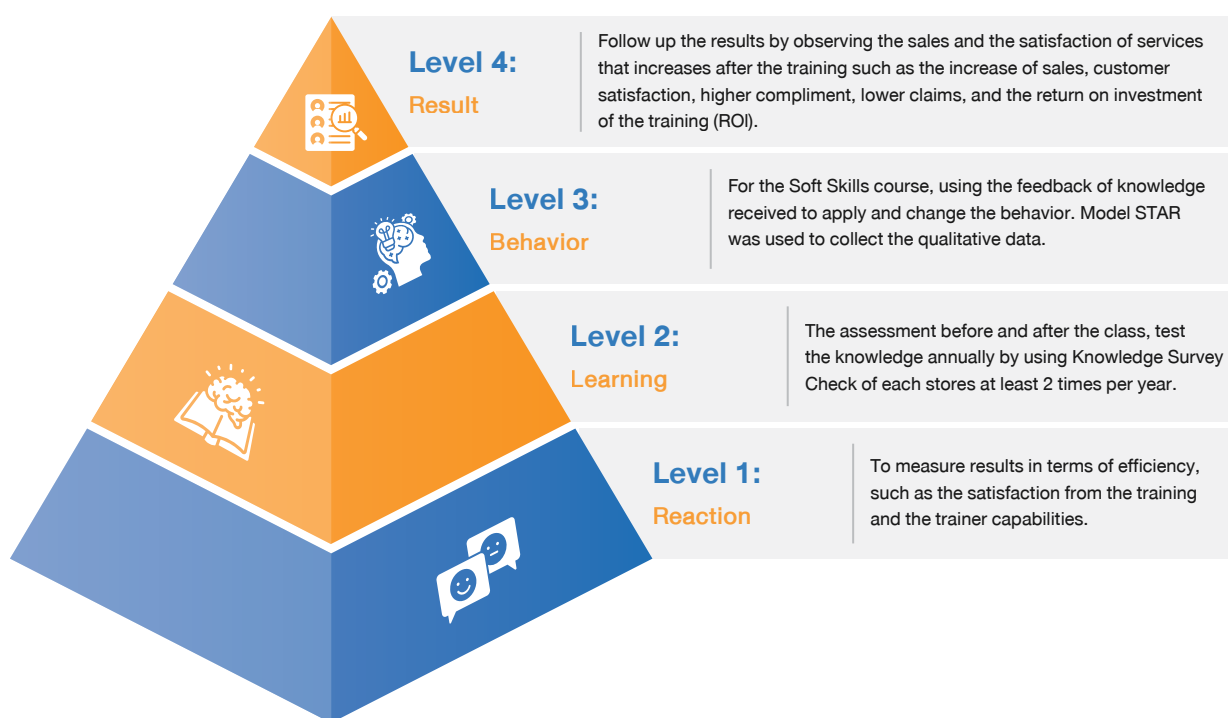 Level 4:
Result
Follow up the results by observing the sales and the satisfaction of services
that increases after the training such as the increase of sales, customer
satisfaction, higher compliment, lower claims, and the return on investment
of the training (ROI).
Level 3:
Behavior
For the Soft Skills course, using the feedback of knowledge
received to apply and change the behavior. Model STAR
was used to collect the qualitative data.
Level 2:
Learning
The assessment before and after the class, test
the knowledge annually by using Knowledge Survey
Check of each stores at least 2 times per year.
Level 1:
Reaction
To measure results in terms of efficiency,
such as the satisfaction from the training
and the trainer capabilities.